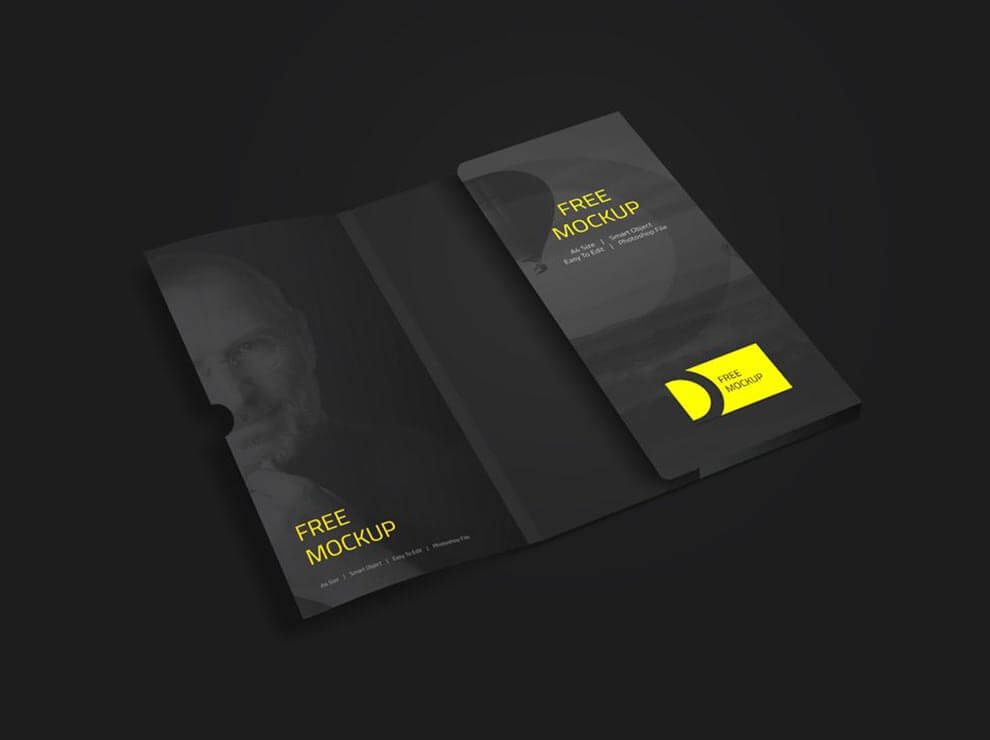 FREE
MOCKUP
A4 Size | Smart Object
Easy To Edit | Photoshop File
FREE
MOCKUP
FREE
MOCKUP
A4 Size | Smart Object | Easy To Edit | Photoshop File